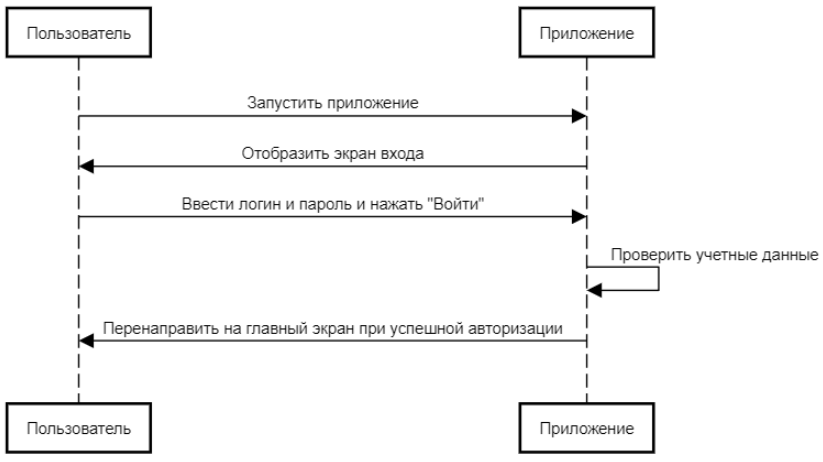 Пользователь
Приложение
Запустить приложение
Отобразить экран входа
Ввести логин и пароль и нажать "Войти"
Проверить учетные данные
Перенаправить на главный экран при успешной авторизации
Пользователь
Приложение